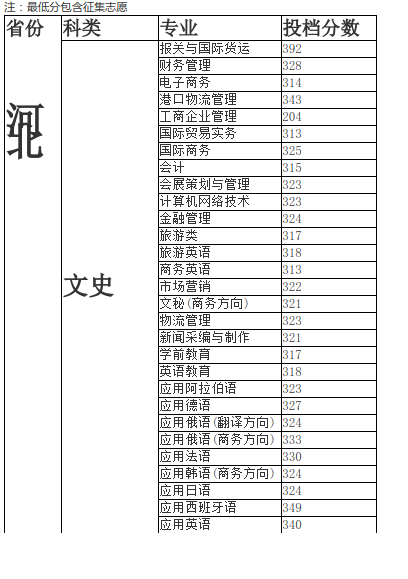 注：最低分包含征集志愿
省份 科类 专业 投档分数
河北 文史
报关与国际货运 392
财务管理 328
电子商务 314
港口物流管理 343
工商企业管理 204
国际贸易实务 313
国际商务 325
会计 315
会展策划与管理 323
计算机网络技术 323
金融管理 324
旅游类 317
旅游英语 318
商务英语 313
市场营销 322
文秘(商务方向) 321
物流管理 323
新闻采编与制作 321
学前教育 317
英语教育 318
应用阿拉伯语 323
应用德语 327
应用俄语(翻译方向) 324
应用俄语(商务方向) 333
应用法语 330
应用韩语(商务方向) 324
应用日语 324
应用西班牙语 349
应用英语 340